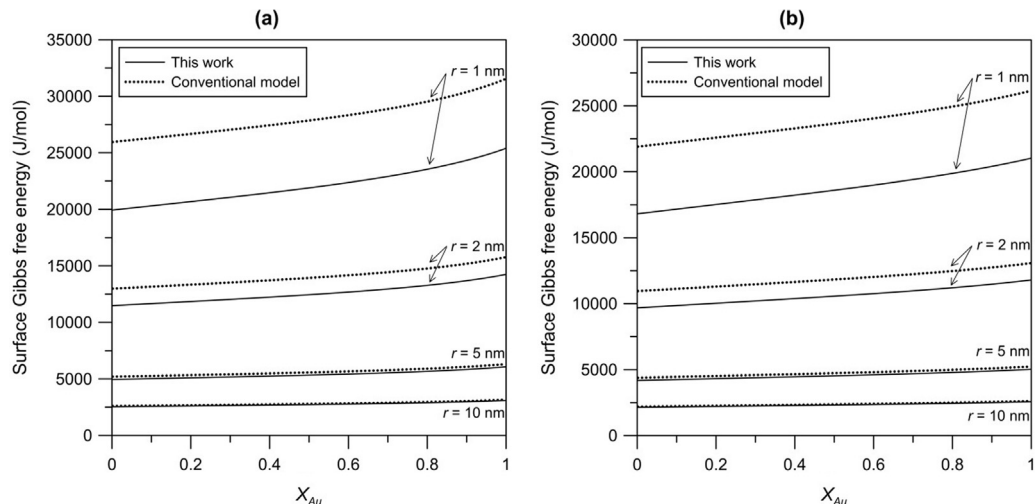 (a)
Surface Gibbs free energy (J/mol)
35000
30000
25000
20000
15000
10000
5000
0
This work
Conventional model
r = 1 nm
r = 2 nm
r = 5 nm
r = 10 nm
0 0.2 0.4 0.6 0.8 1
X_Au
(b)
Surface Gibbs free energy (J/mol)
30000
25000
20000
15000
10000
5000
0
This work
Conventional model
r = 1 nm
r = 2 nm
r = 5 nm
r = 10 nm
0 0.2 0.4 0.6 0.8 1
X_Au